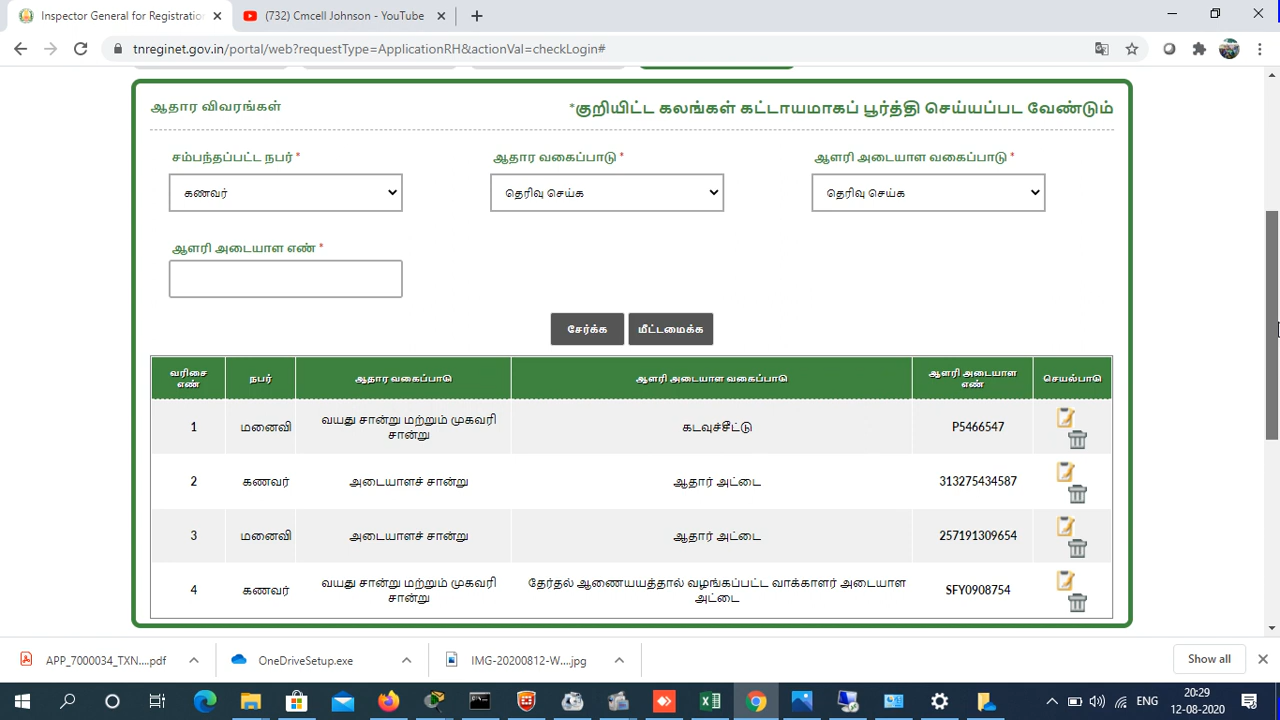 Inspector General for Registration
(732) Cmcell Johnson - YouTube
tnreginet.gov.in/portal/web?requestType=ApplicationRH&actionVal=checkLogin#
ஆதார விவரங்கள்
*குறியிட்ட கலங்கள் கட்டாயமாகப் பூர்த்தி செய்யப்பட வேண்டும்
சம்பந்தப்பட்ட நபர் *
ஆதார வகைப்பாடு *
ஆளரி அடையாள வகைப்பாடு *
கணவர்
தெரிவு செய்க
தெரிவு செய்க
ஆளரி அடையாள எண் *
சேர்க்க
மீட்டமைக்க
வரிசை எண்
நபர்
ஆதார வகைப்பாடு
ஆளரி அடையாள வகைப்பாடு
ஆளரி அடையாள எண்
செயல்பாடு
1 மனைவி வயது சான்று மற்றும் முகவரி சான்று கடவுச்சீட்டு P5466547
2 கணவர் அடையாளச் சான்று ஆதார் அட்டை 313275434587
3 மனைவி அடையாளச் சான்று ஆதார் அட்டை 257191309654
4 கணவர் வயது சான்று மற்றும் முகவரி சான்று தேர்தல் ஆணையயத்தால் வழங்கப்பட்ட வாக்காளர் அடையாள அட்டை SFY0908754
APP_7000034_TXN....pdf
OneDriveSetup.exe
IMG-20200812-W....jpg
Show all
ENG
20:29
12-08-2020